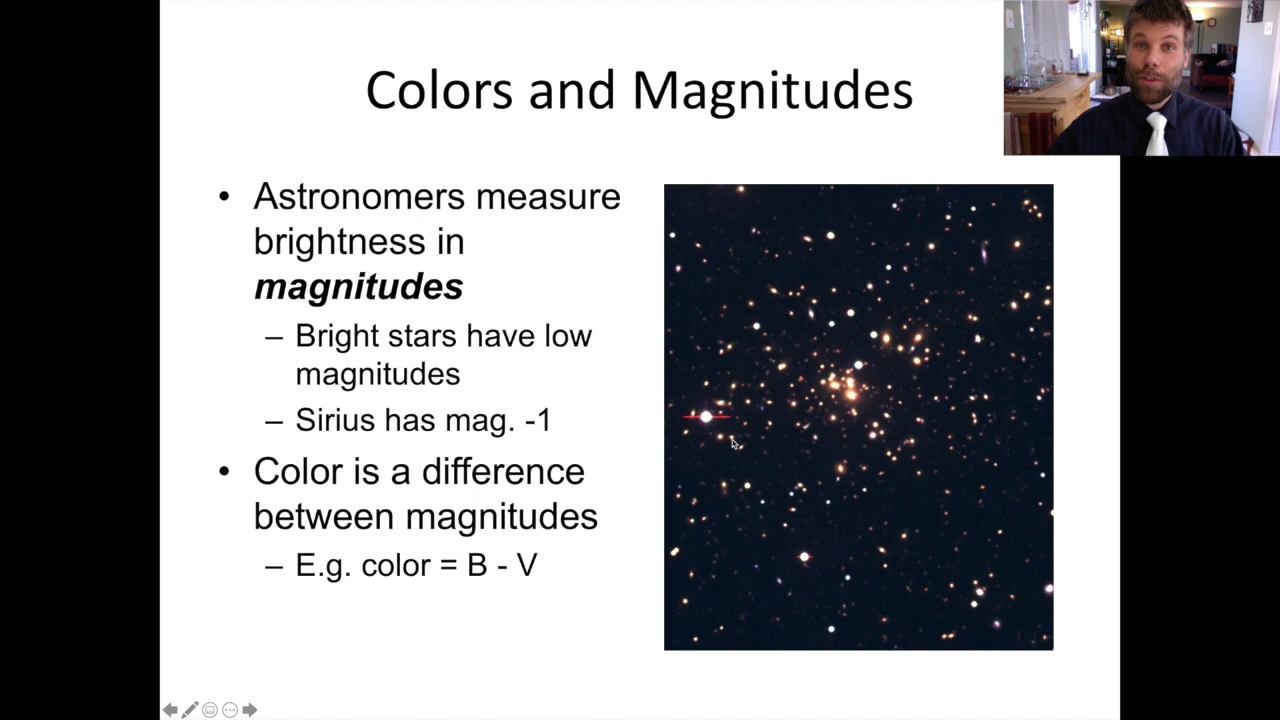 Colors and Magnitudes
• Astronomers measure
brightness in
magnitudes
– Bright stars have low
magnitudes
– Sirius has mag. -1
• Color is a difference
between magnitudes
– E.g. color = B - V